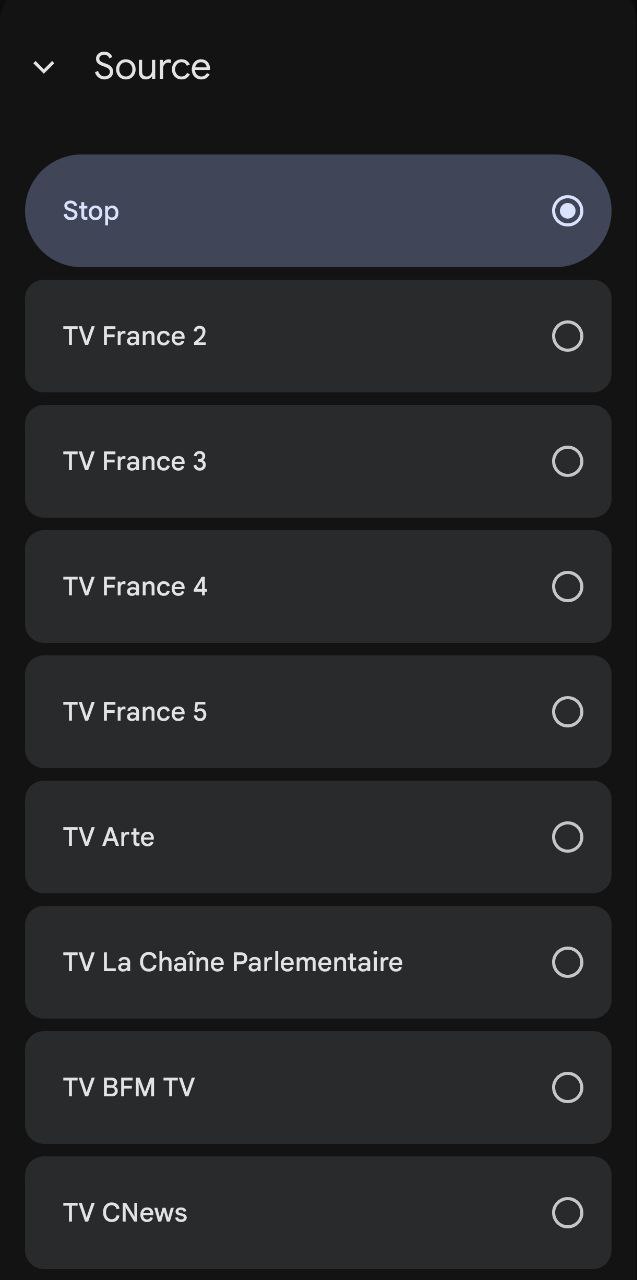 Source
Stop
TV France 2
TV France 3
TV France 4
TV France 5
TV Arte
TV La Chaîne Parlementaire
TV BFM TV
TV CNews